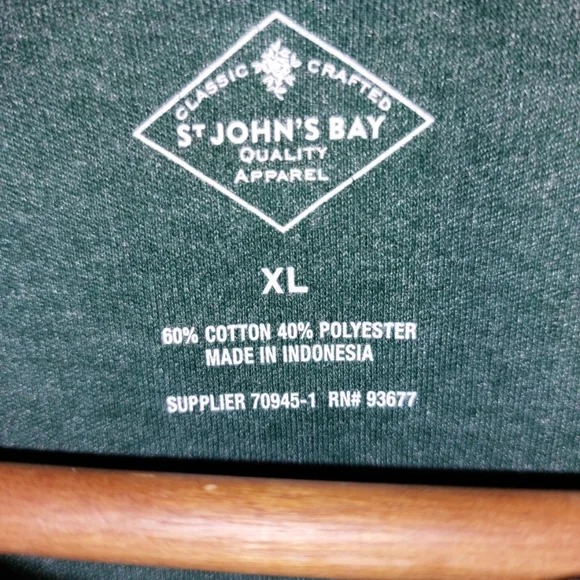 CLASSIC CRAFTED
ST JOHN'S BAY
QUALITY
APPAREL
XL
60% COTTON 40% POLYESTER
MADE IN INDONESIA
SUPPLIER 70945-1 RN# 93677